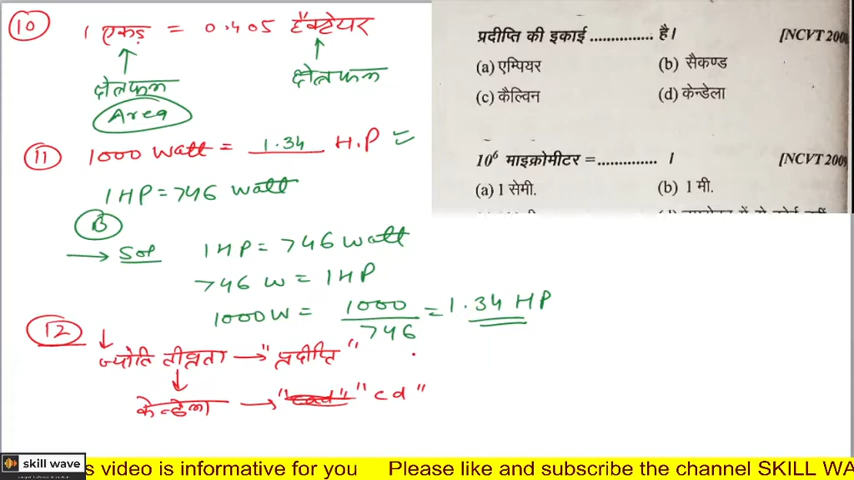 10 1 एकड़ = 0.405 हैक्टेयर
क्षेत्रफल क्षेत्रफल
Area
11 1000 watt = 1.34 H.P =
1 HP = 746 watt
B
→ Sol 1 HP = 746 watt
746 W = 1 HP
1000 W = 1000/746 = 1.34 HP
12
ज्योति तीव्रता → "प्रदीप्ति"
केन्डेला → "cd"
प्रदीप्ति की इकाई .............. है। [NCVT 200
(a) एम्पियर (b) सैकण्ड
(c) कैल्विन (d) केन्डेला
10⁶ माइक्रोमीटर = .............. । [NCVT 2009
(a) 1 सेमी. (b) 1 मी.
skill wave
s video is informative for you Please like and subscribe the channel SKILL WA